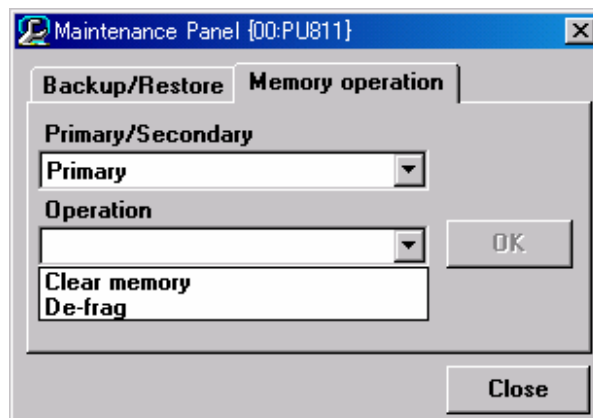 Maintenance Panel {00:PU811}
Backup/Restore Memory operation
Primary/Secondary
Primary
Operation
OK
Clear memory
De-frag
Close